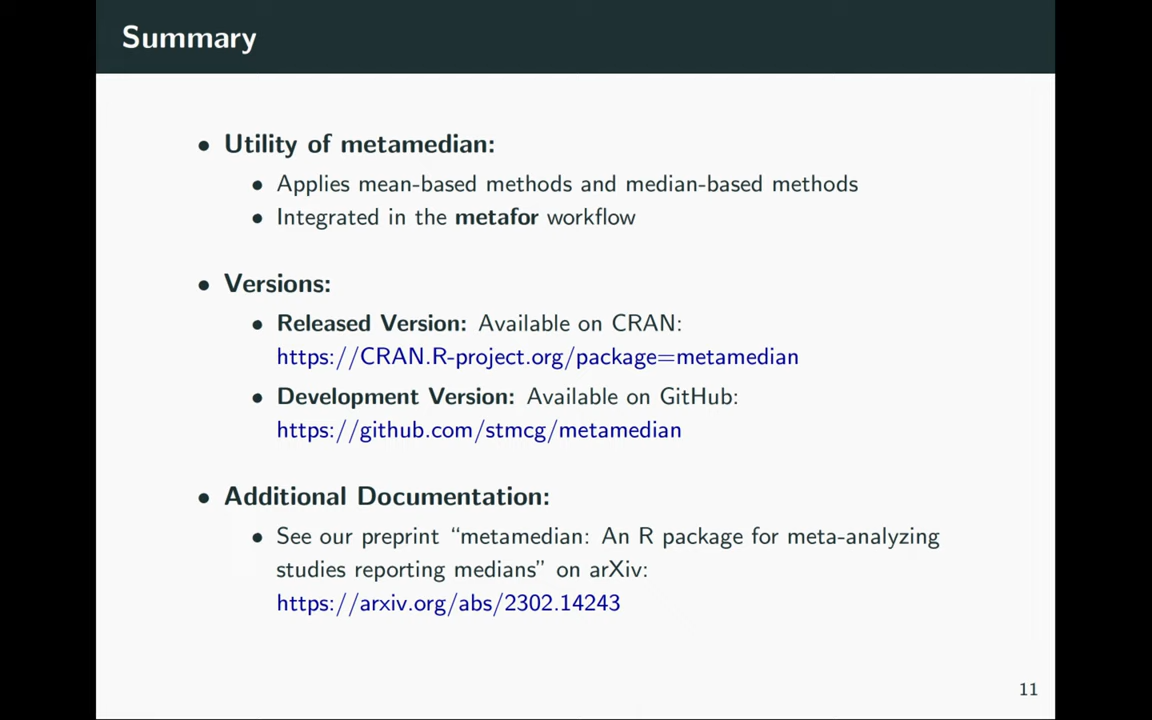 Summary
• Utility of metamedian:
• Applies mean-based methods and median-based methods
• Integrated in the metafor workflow
• Versions:
• Released Version: Available on CRAN:
https://CRAN.R-project.org/package=metamedian
• Development Version: Available on GitHub:
https://github.com/stmcg/metamedian
• Additional Documentation:
• See our preprint “metamedian: An R package for meta-analyzing
studies reporting medians” on arXiv:
https://arxiv.org/abs/2302.14243
11